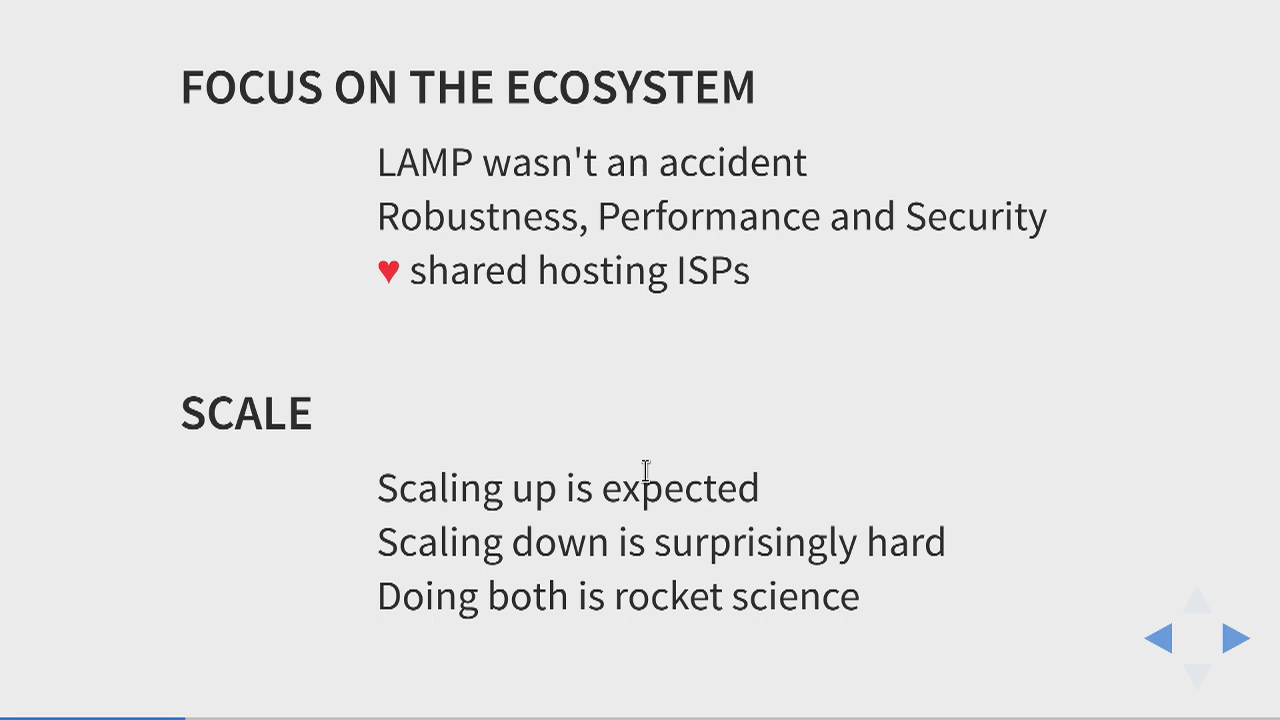 FOCUS ON THE ECOSYSTEM
LAMP wasn't an accident
Robustness, Performance and Security
♥ shared hosting ISPs
SCALE
Scaling up is expected
Scaling down is surprisingly hard
Doing both is rocket science